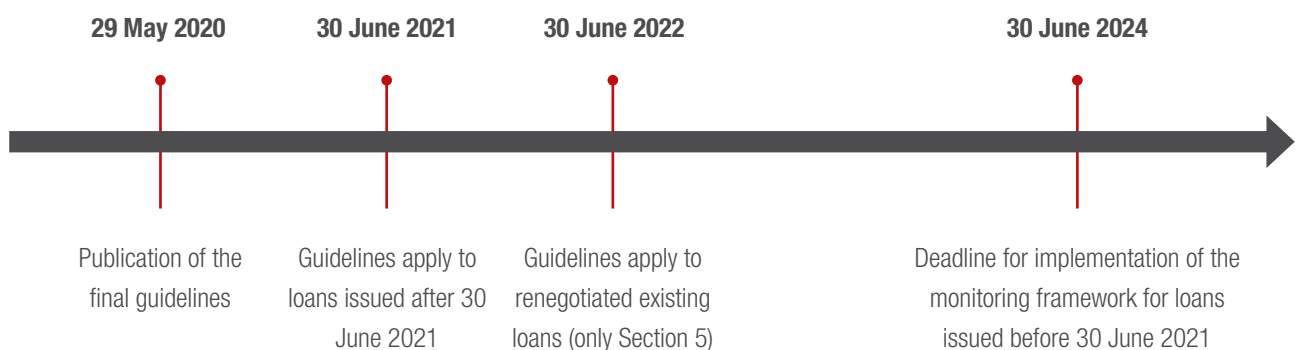 29 May 2020
30 June 2021
30 June 2022
30 June 2024
Publication of the
final guidelines
Guidelines apply to
loans issued after 30
June 2021
Guidelines apply to
renegotiated existing
loans (only Section 5)
Deadline for implementation of the
monitoring framework for loans
issued before 30 June 2021